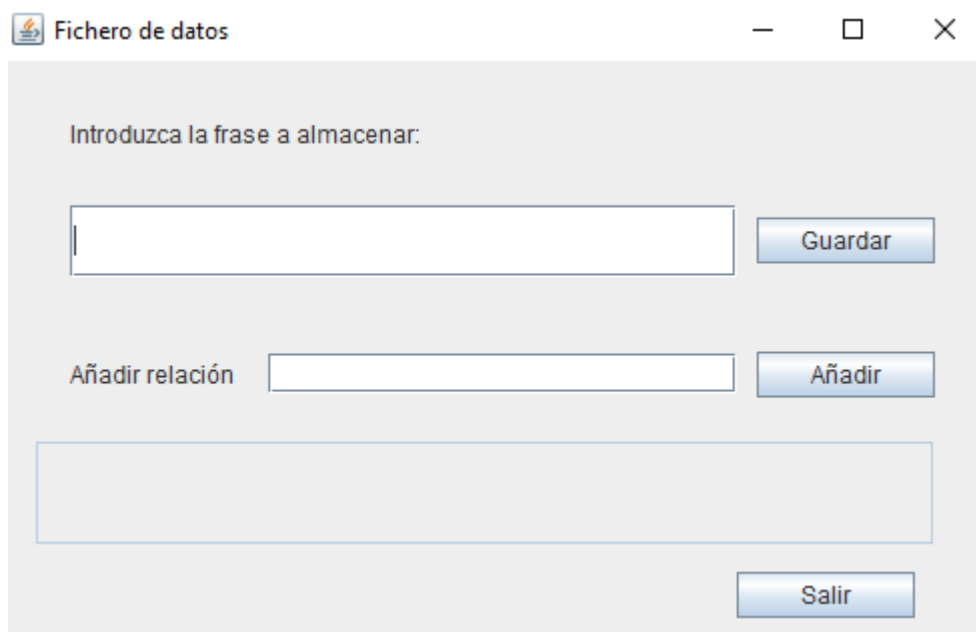 Fichero de datos
Introduzca la frase a almacenar:
Guardar
Añadir relación
Añadir
Salir